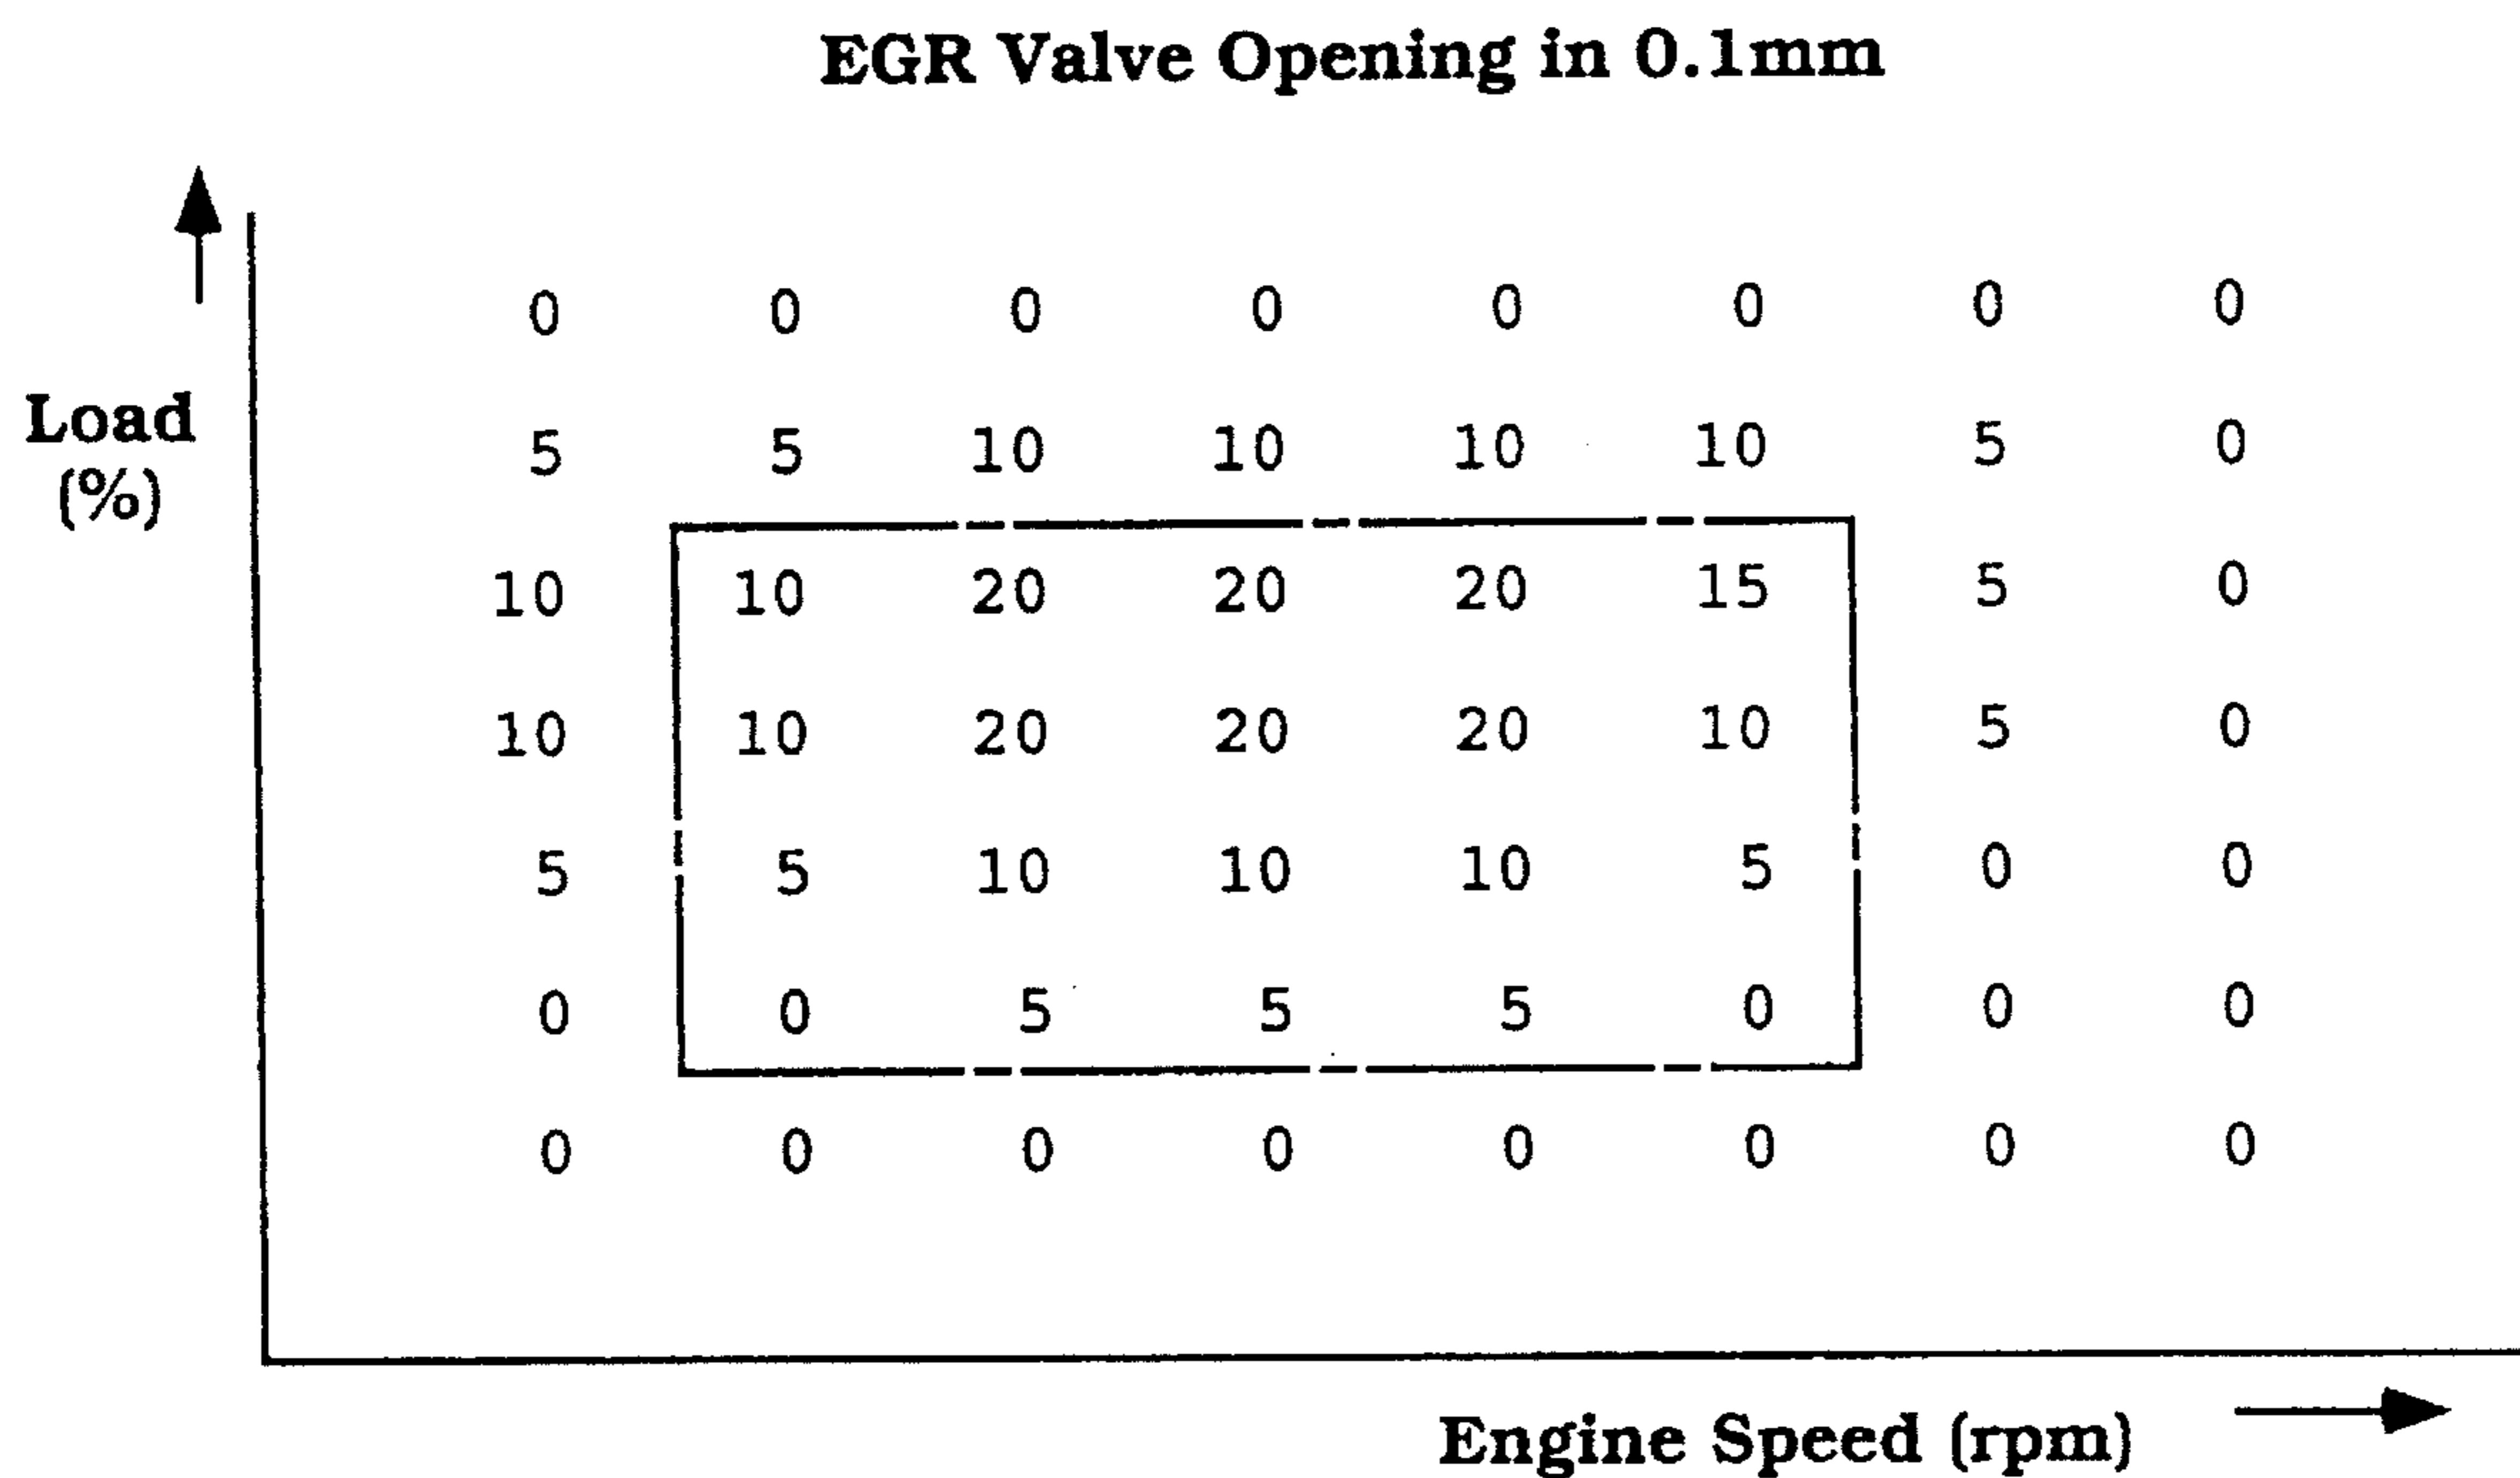 EGR Valve Opening in 0.1mm
0 0 0 0 0 0 0 0
Load
(%)
5 5 10 10 10 10 5 0
10 10 20 20 20 15 5 0
10 10 20 20 20 10 5 0
5 5 10 10 10 5 0 0
0 0 5 5 5 0 0 0
0 0 0 0 0 0 0 0
Engine Speed (rpm)